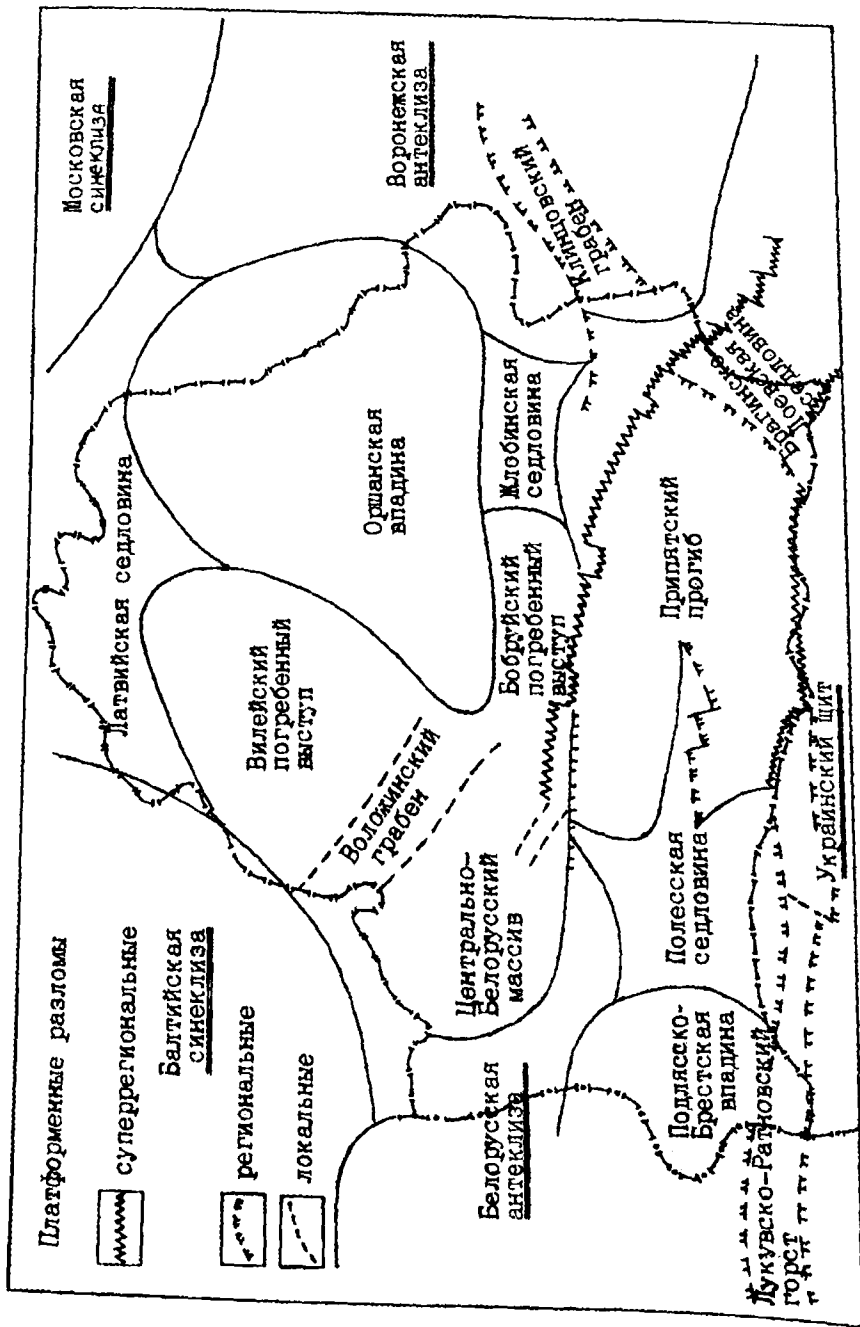 Платформенные разломы
суперрегиональные
Балтийская
синеклиза
региональные
локальные
Латвийская седловина
Московская
синеклиза
Вилейский
погребенный
выступ
Оршанская
впадина
Воронежская
антеклиза
Воложинский
грабен
Клинцовский
грабен
Центрально-
Белорусский
массив
Бобруйский
погребенный
выступ
Жлобинская
седловина
Белорусская
антеклиза
Подлясско-
Брестская
впадина
Полесская
седловина
Припятский
прогиб
Брагинско-
Лоевская
седловина
Лукувско-Ратновский
горст
Украинский щит